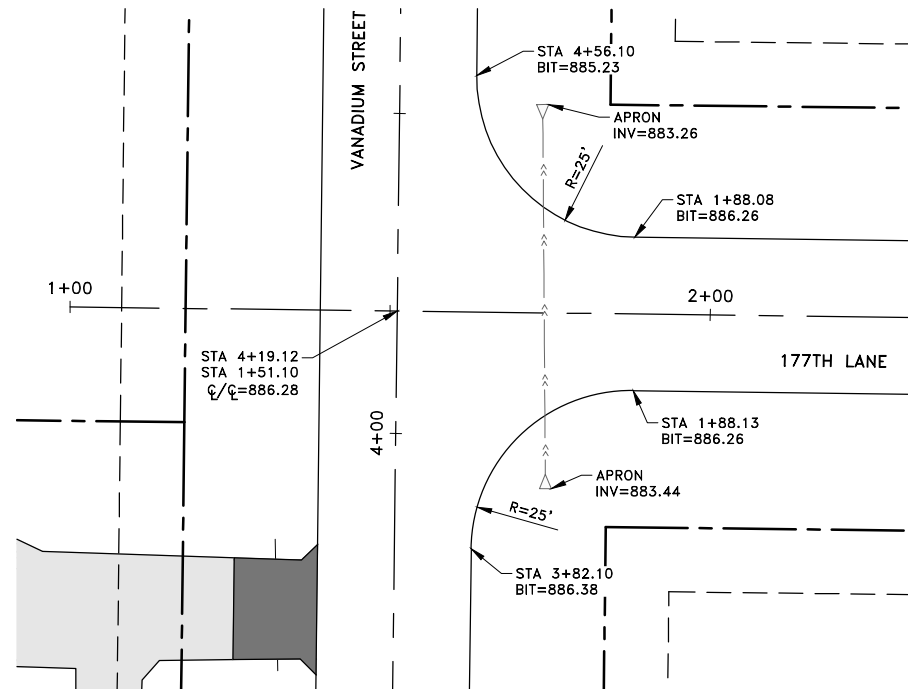 VANADIUM STREET
STA 4+56.10
BIT=885.23
APRON
INV=883.26
R=25'
STA 1+88.08
BIT=886.26
1+00
2+00
STA 4+19.12
STA 1+51.10
℄/℄=886.28
177TH LANE
4+00
STA 1+88.13
BIT=886.26
APRON
INV=883.44
R=25'
STA 3+82.10
BIT=886.38